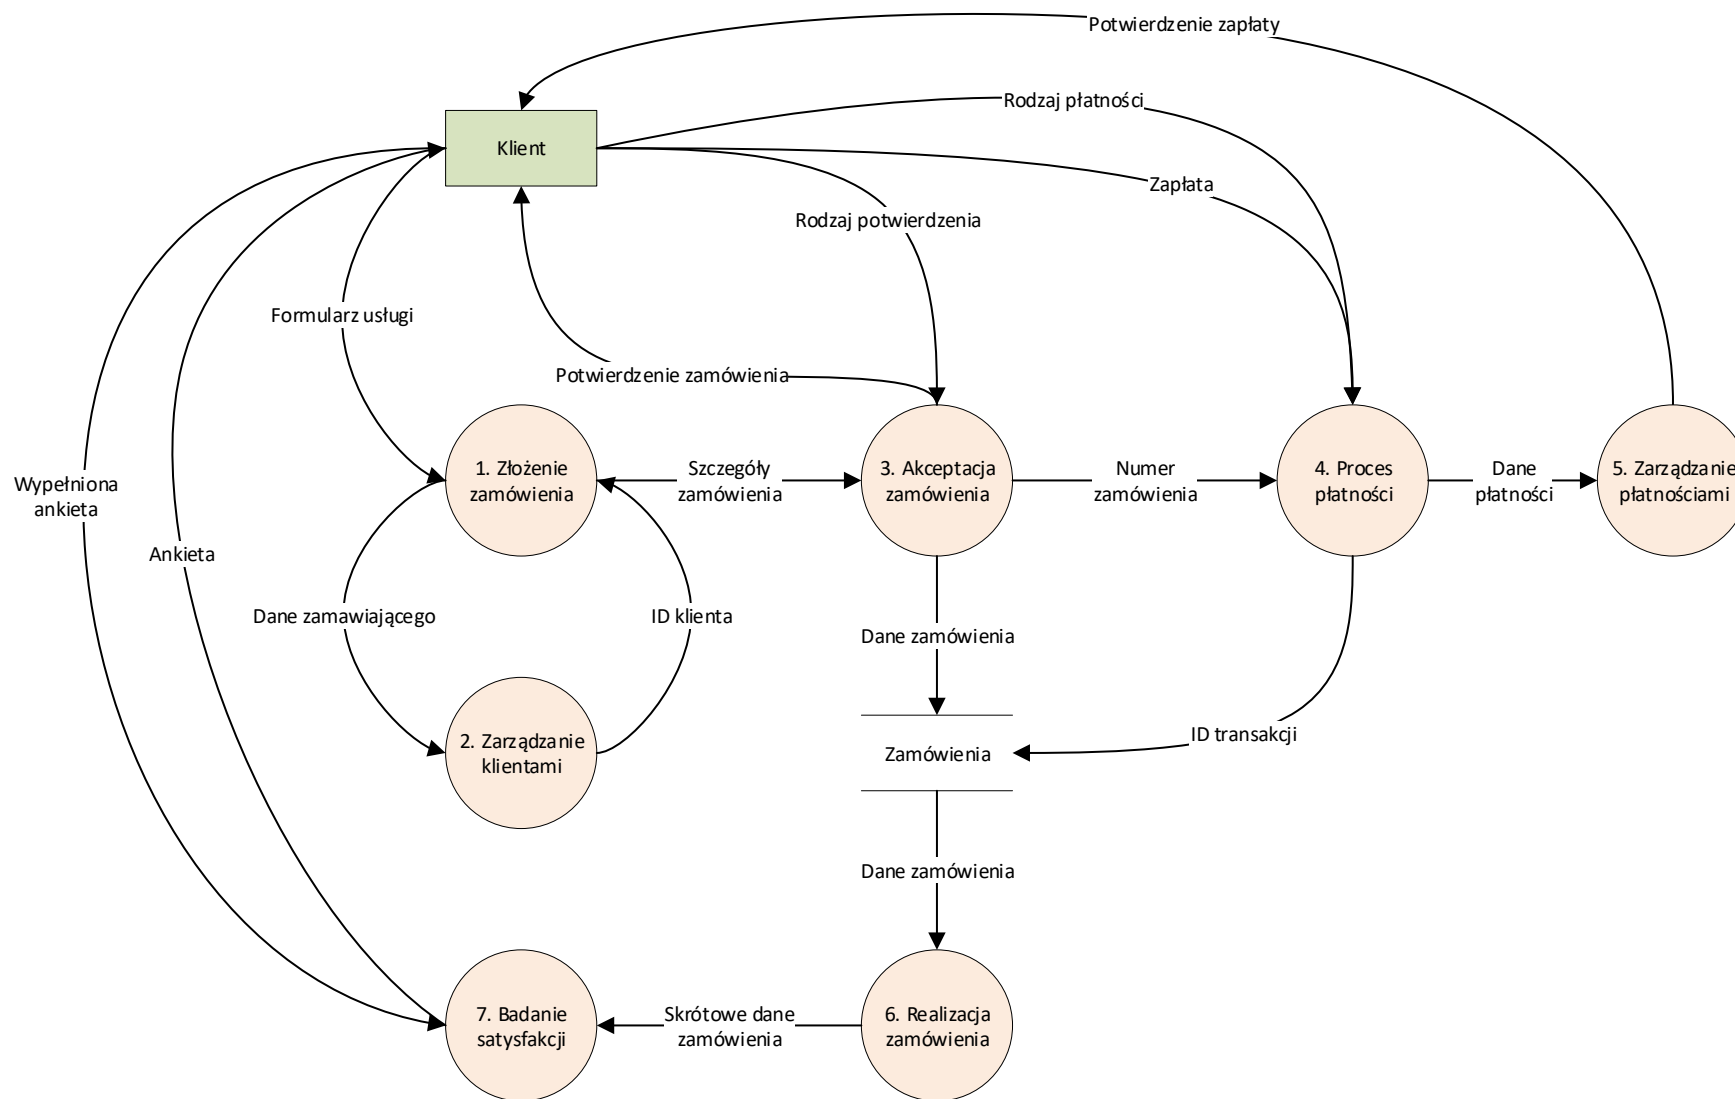 Potwierdzenie zapłaty
Rodzaj płatności
Klient
Zapłata
Rodzaj potwierdzenia
Formularz usługi
Potwierdzenie zamówienia
1. Złożenie
zamówienia
Szczegóły
zamówienia
3. Akceptacja
zamówienia
Numer
zamówienia
4. Proces
płatności
Dane
płatności
5. Zarządzanie
płatnościami
Wypełniona
ankieta
Ankieta
Dane zamawiającego
ID klienta
Dane zamówienia
2. Zarządzanie
klientami
Zamówienia
ID transakcji
Dane zamówienia
7. Badanie
satysfakcji
Skrótowe dane
zamówienia
6. Realizacja
zamówienia